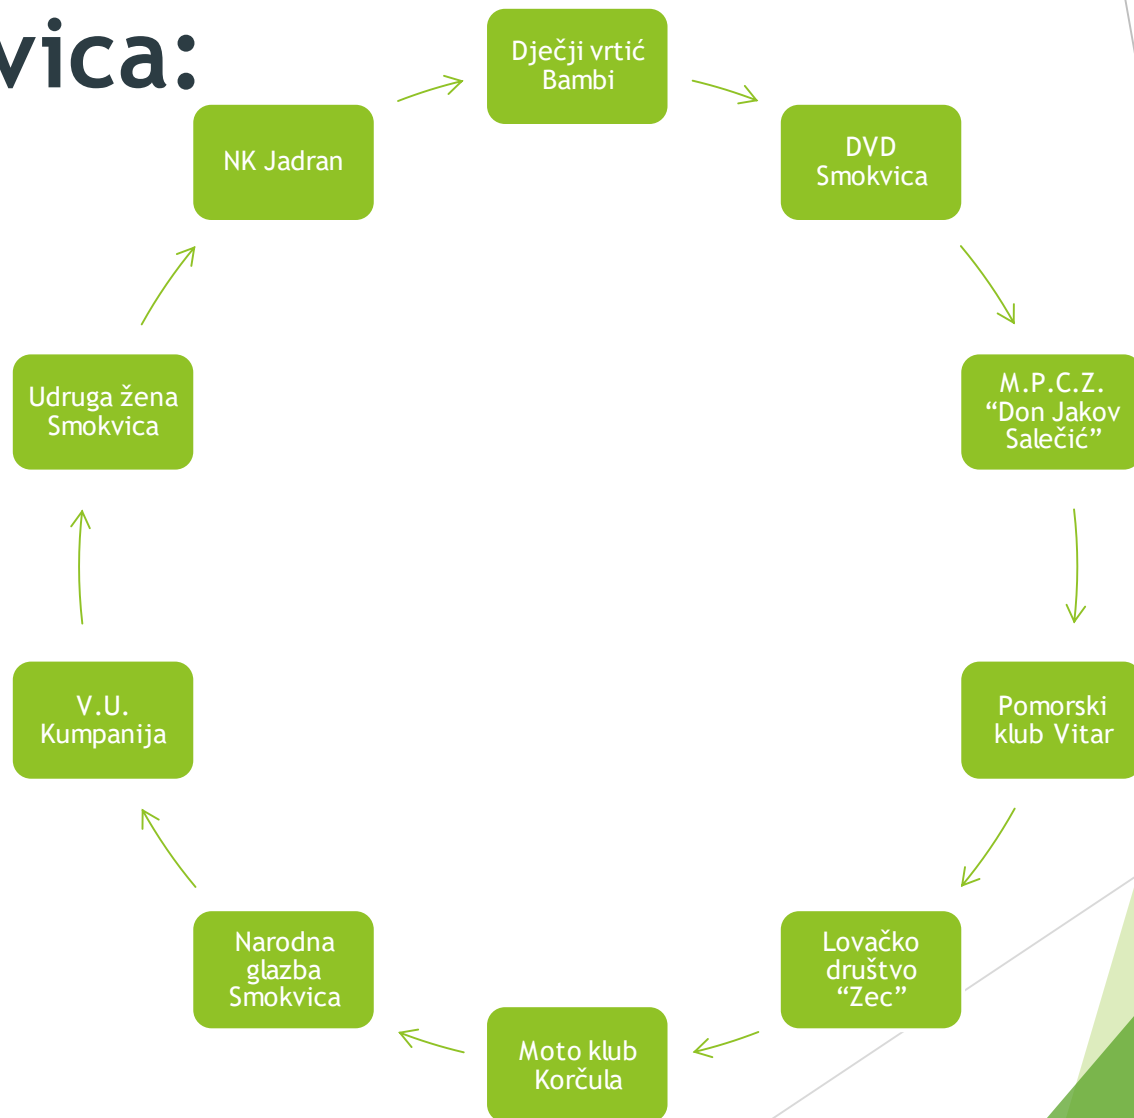 vica:
Dječji vrtić
Bambi
DVD
Smokvica
M.P.C.Z.
“Don Jakov
Salečić”
Pomorski
klub Vitar
Lovačko
društvo
“Zec”
Moto klub
Korčula
Narodna
glazba
Smokvica
V.U.
Kumpanija
Udruga žena
Smokvica
NK Jadran